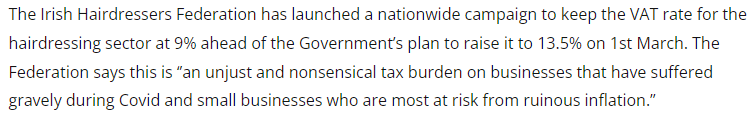 The Irish Hairdressers Federation has launched a nationwide campaign to keep the VAT rate for the
hairdressing sector at 9% ahead of the Government’s plan to raise it to 13.5% on 1st March. The
Federation says this is “an unjust and nonsensical tax burden on businesses that have suffered
gravely during Covid and small businesses who are most at risk from ruinous inflation.”